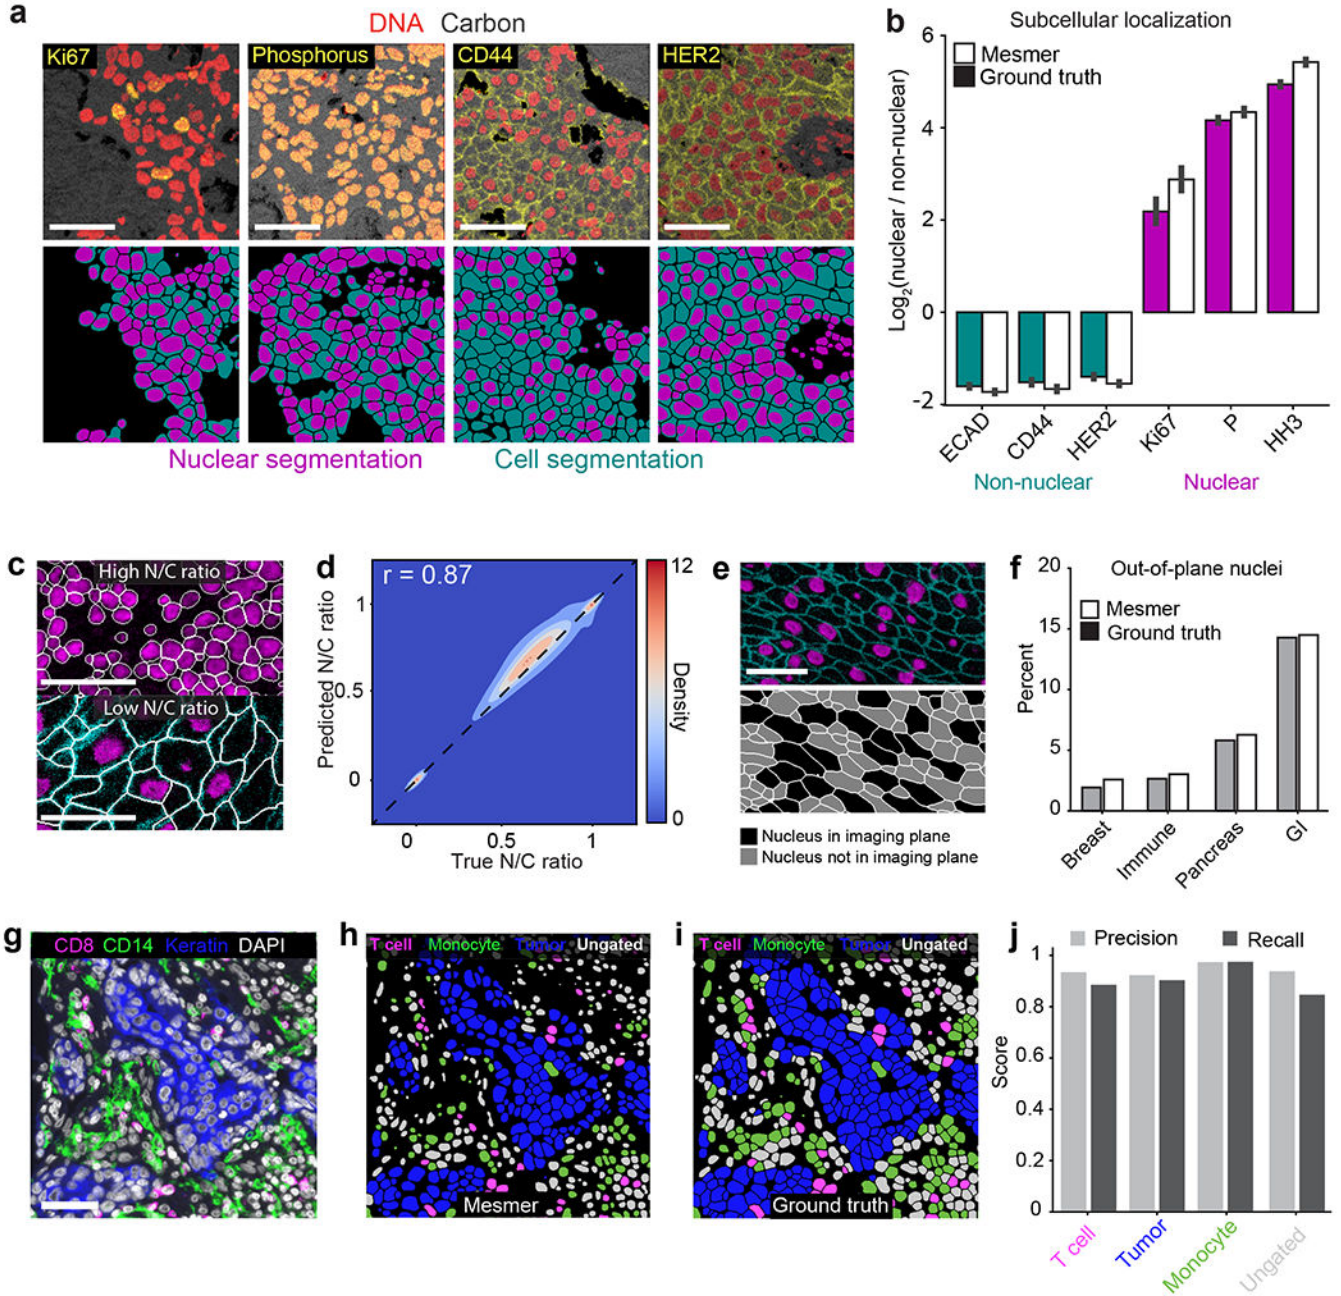 a
DNA Carbon
Ki67
Phosphorus
CD44
HER2
Nuclear segmentation
Cell segmentation
b
Subcellular localization
Mesmer
Ground truth
Log2(nuclear / non-nuclear)
6
4
2
0
-2
ECAD
CD44
HER2
Ki67
P
HH3
Non-nuclear
Nuclear
c
High N/C ratio
Low N/C ratio
d
r = 0.87
Predicted N/C ratio
1
0.5
0
0
0.5
1
True N/C ratio
12
Density
0
e
Nucleus in imaging plane
Nucleus not in imaging plane
f
Out-of-plane nuclei
Mesmer
Ground truth
Percent
20
15
10
5
0
Breast
Immune
Pancreas
GI
g
CD8 CD14 Keratin DAPI
h
T cell Monocyte Tumor Ungated
Mesmer
i
T cell Monocyte Tumor Ungated
Ground truth
j
Precision
Recall
Score
1
0.8
0.6
0.4
0.2
0
T cell
Tumor
Monocyte
Ungated